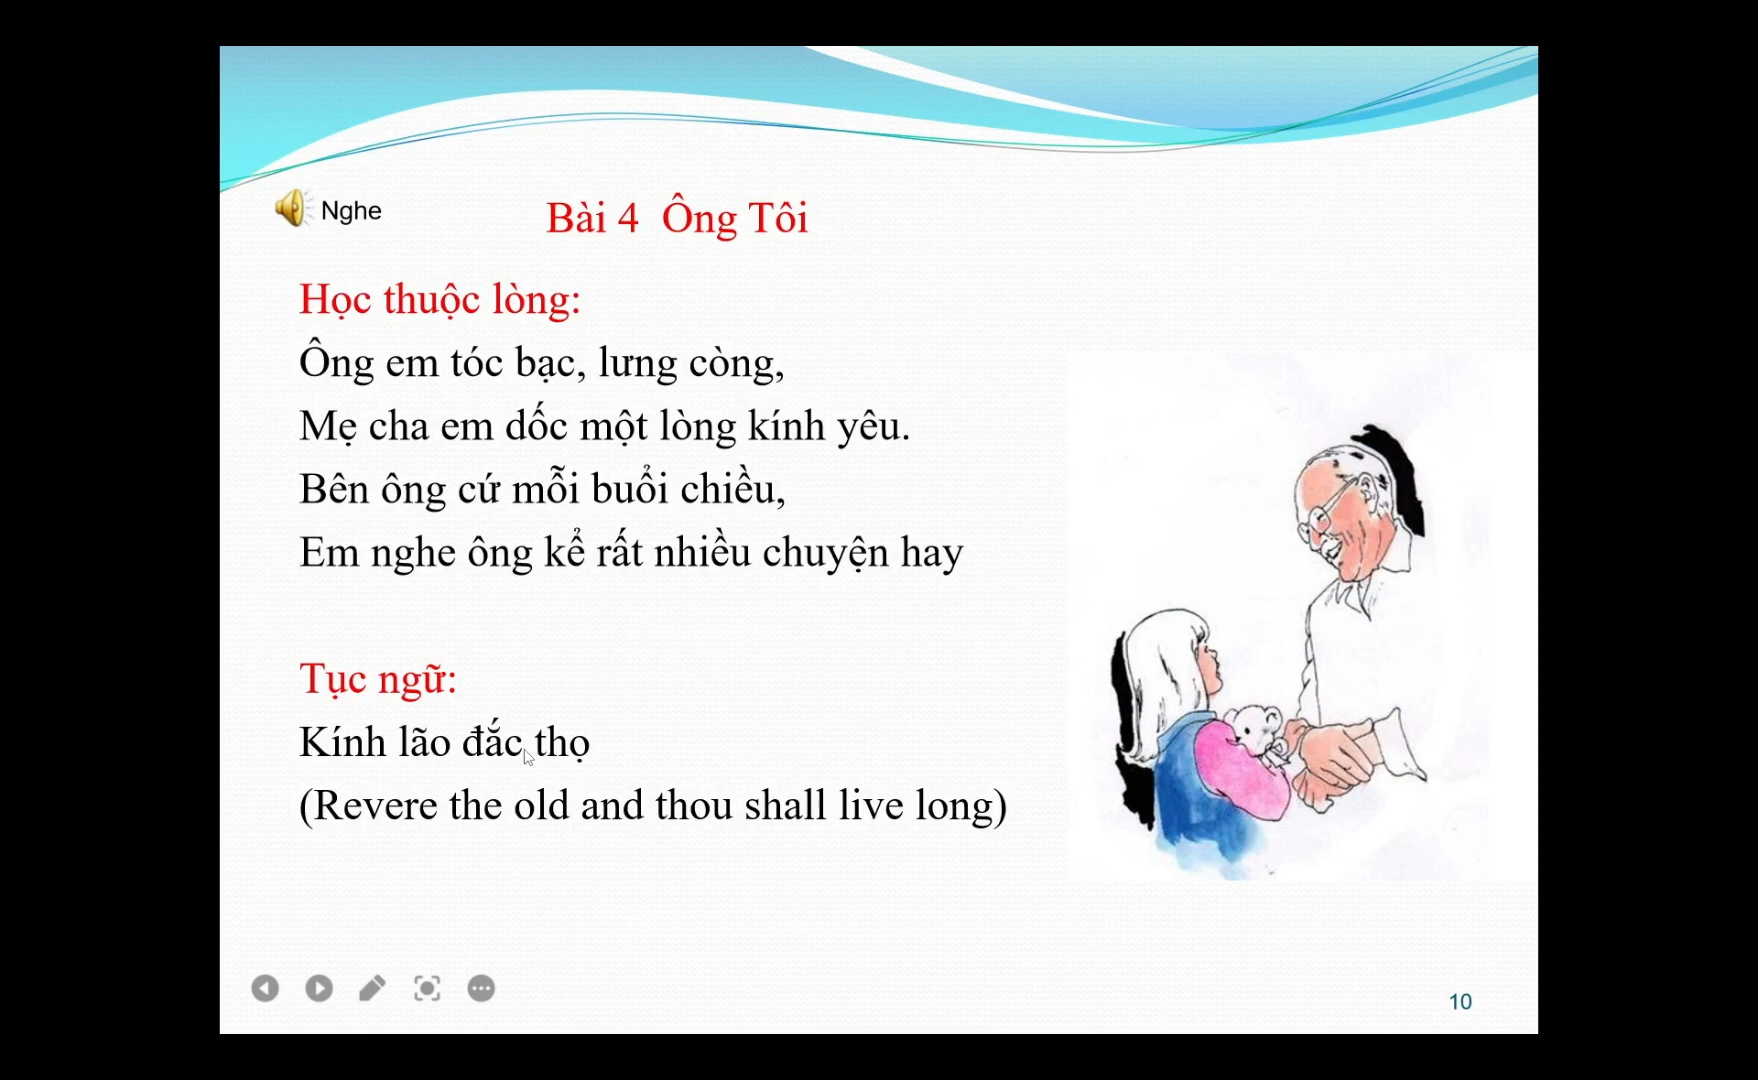 Nghe
Bài 4 Ông Tôi
Học thuộc lòng:
Ông em tóc bạc, lưng còng,
Mẹ cha em dốc một lòng kính yêu.
Bên ông cứ mỗi buổi chiều,
Em nghe ông kể rất nhiều chuyện hay
Tục ngữ:
Kính lão đắc thọ
(Revere the old and thou shall live long)
10